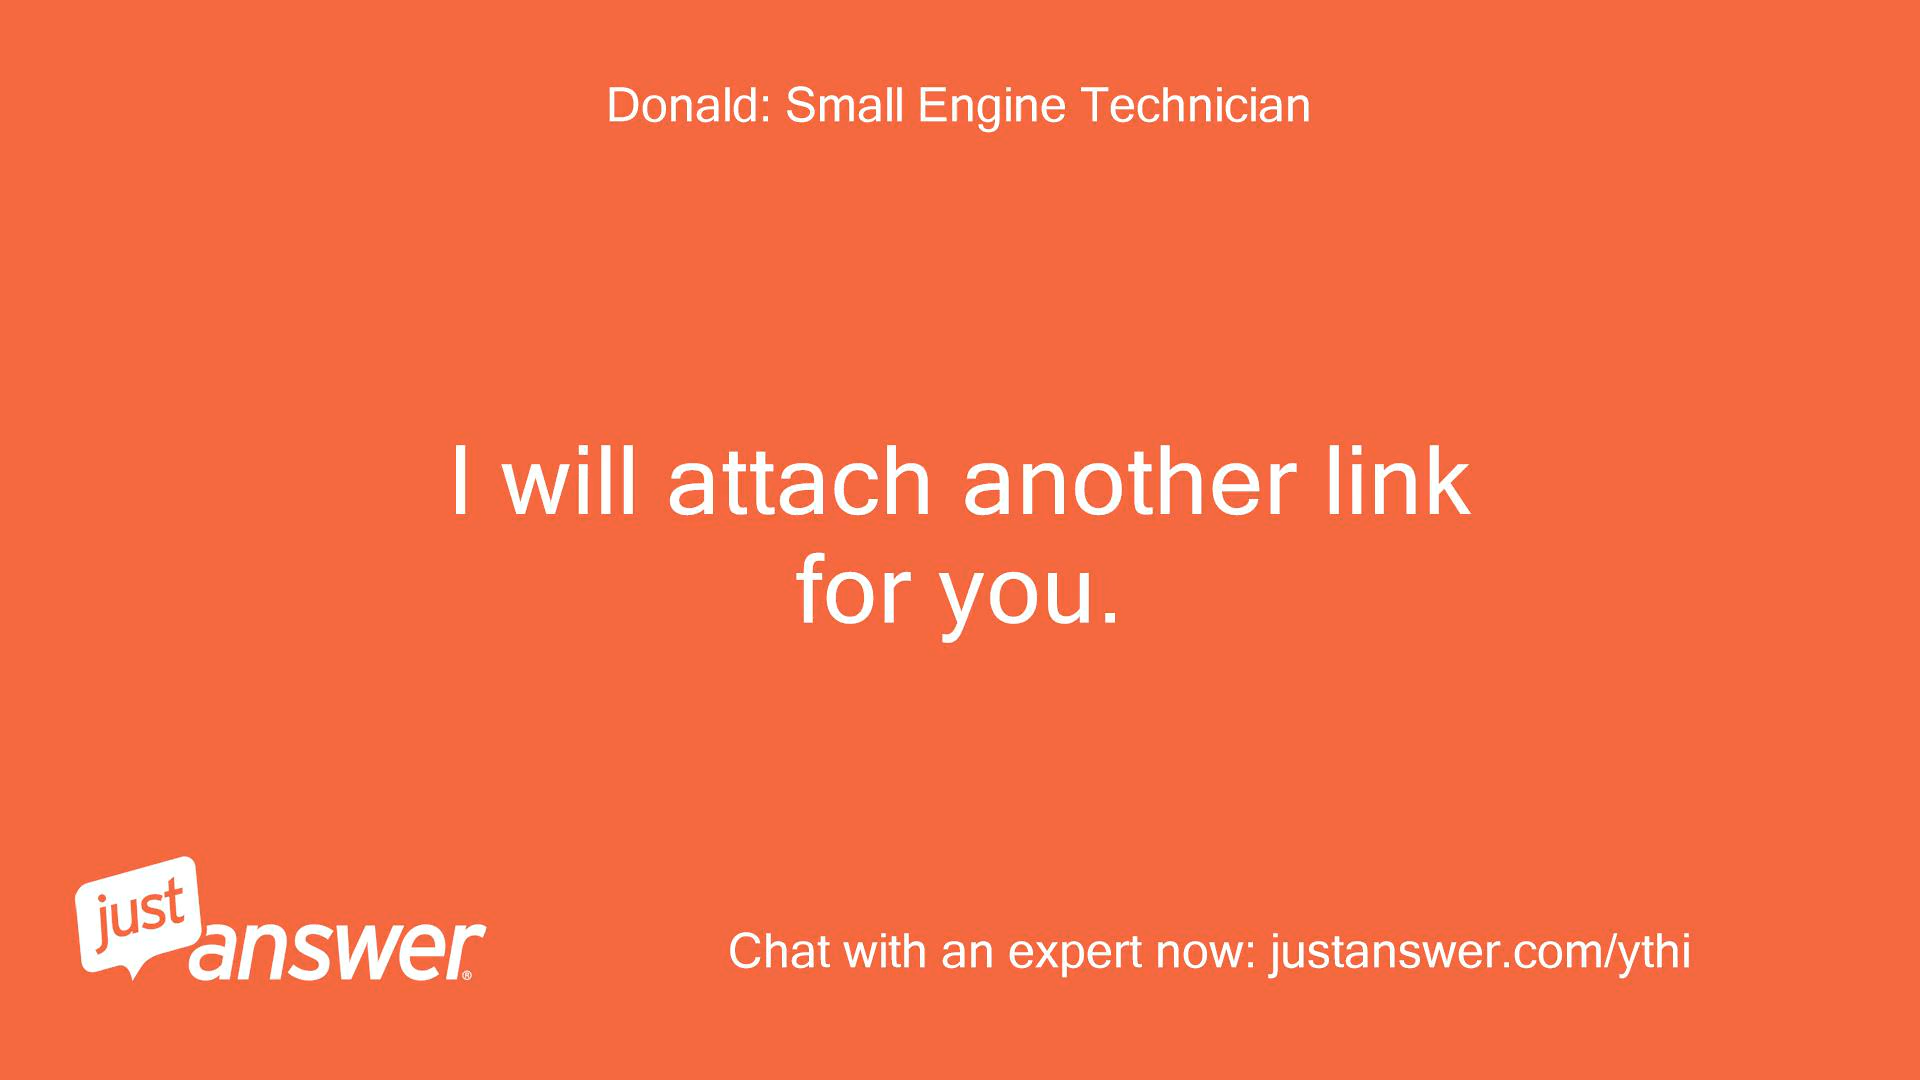 Donald: Small Engine Technician
I will attach another link
for you.
just
answer®
Chat with an expert now: justanswer.com/ythi